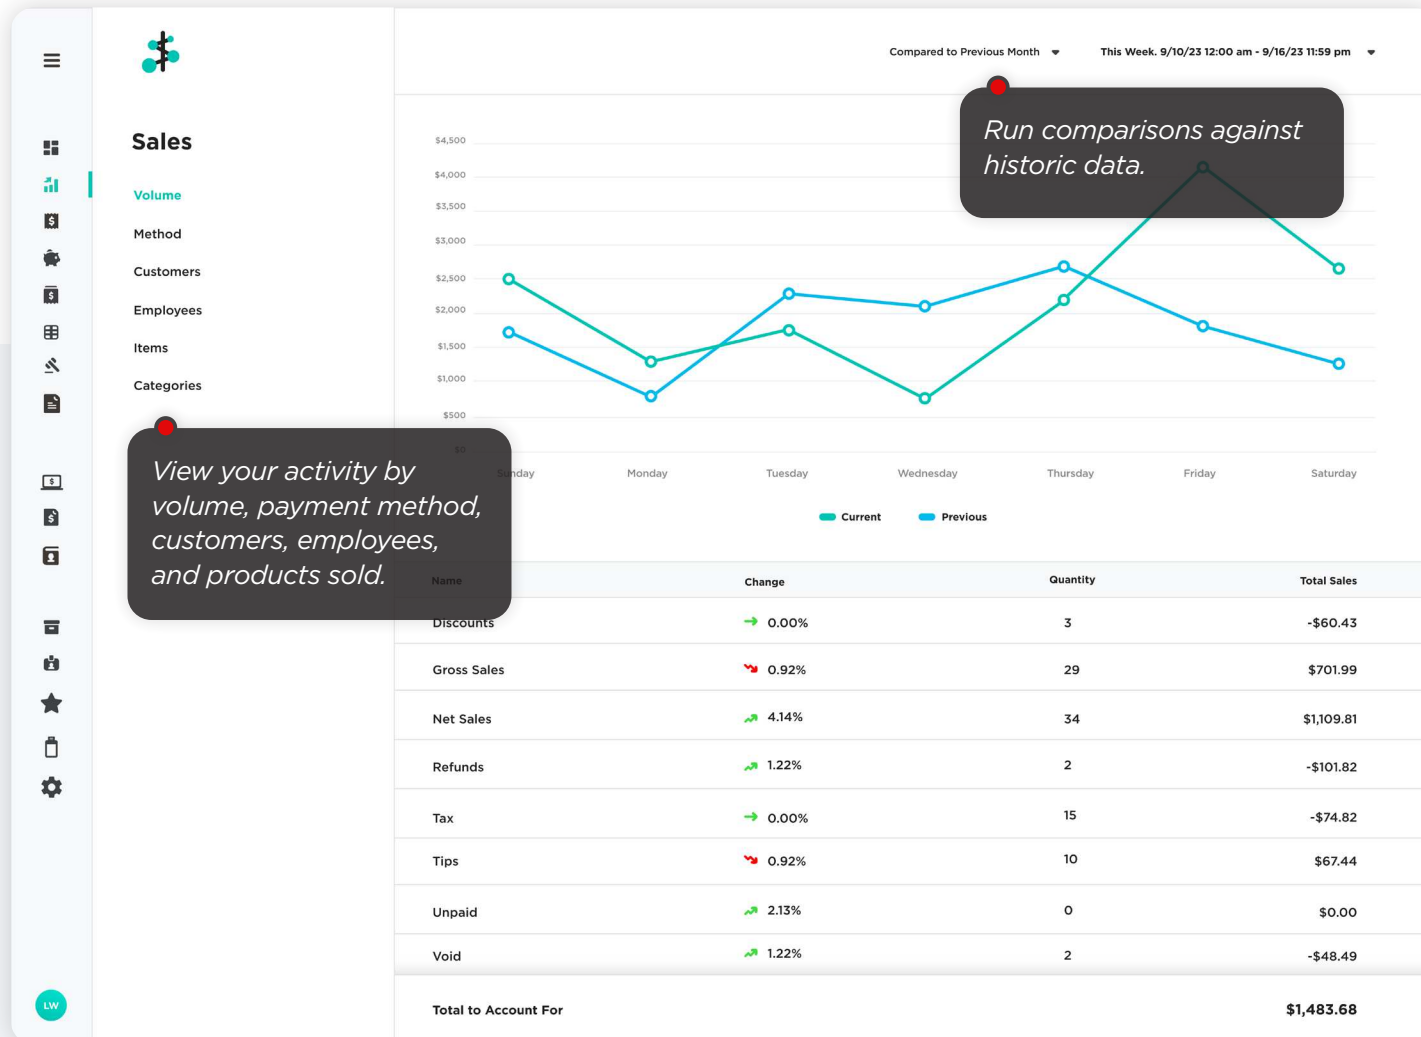 Compared to Previous Month
This Week. 9/10/23 12:00 am - 9/16/23 11:59 pm
Run comparisons against
historic data.
Sales
Volume
Method
Customers
Employees
Items
Categories
View your activity by
volume, payment method,
customers, employees,
and products sold.
$4,500
$4,000
$3,500
$3,000
$2,500
$2,000
$1,500
$1,000
$500
$0
Sunday Monday Tuesday Wednesday Thursday Friday Saturday
Current Previous
Name Change Quantity Total Sales
Discounts 0.00% 3 -$60.43
Gross Sales 0.92% 29 $701.99
Net Sales 4.14% 34 $1,109.81
Refunds 1.22% 2 -$101.82
Tax 0.00% 15 -$74.82
Tips 0.92% 10 $67.44
Unpaid 2.13% 0 $0.00
Void 1.22% 2 -$48.49
Total to Account For $1,483.68
LW